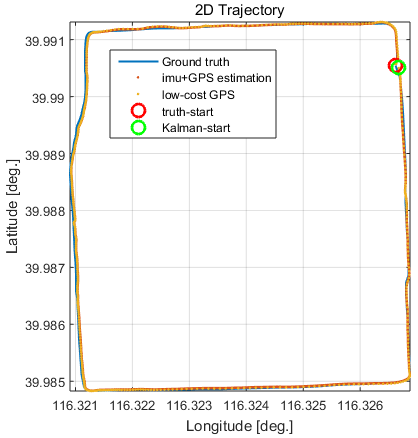 2D Trajectory
39.991
39.99
39.989
39.988
39.987
39.986
39.985
Latitude [deg.]
Ground truth
imu+GPS estimation
low-cost GPS
truth-start
Kalman-start
116.321 116.322 116.323 116.324 116.325 116.326
Longitude [deg.]